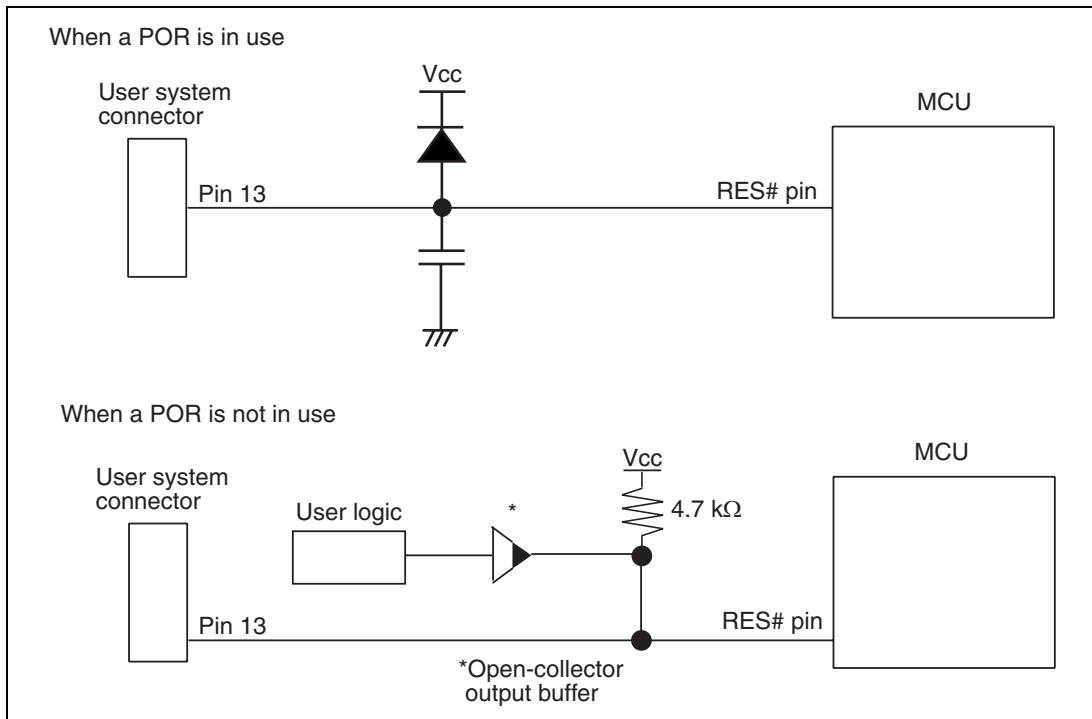 When a POR is in use
User system
connector
Vcc
MCU
Pin 13
RES# pin
When a POR is not in use
User system
connector
User logic
*
Vcc
4.7 kΩ
MCU
Pin 13
RES# pin
*Open-collector
output buffer